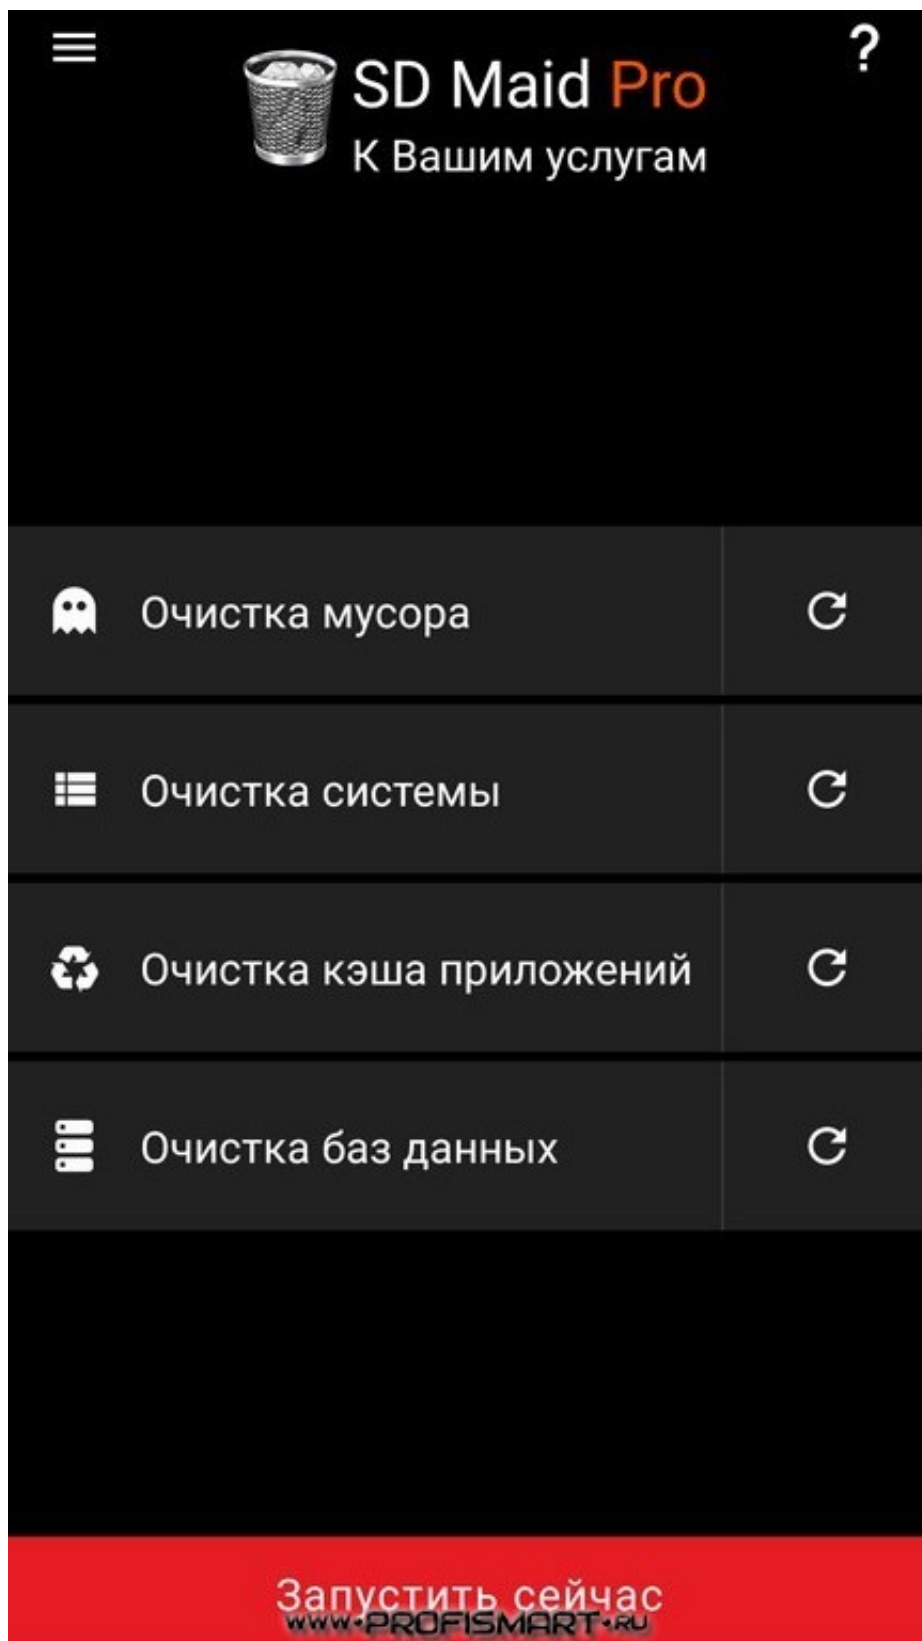 ?
SD Maid Pro
К Вашим услугам
Очистка мусора
Очистка системы
Очистка кэша приложений
Очистка баз данных
Запустить сейчас
WWW.PROFISMART.RU